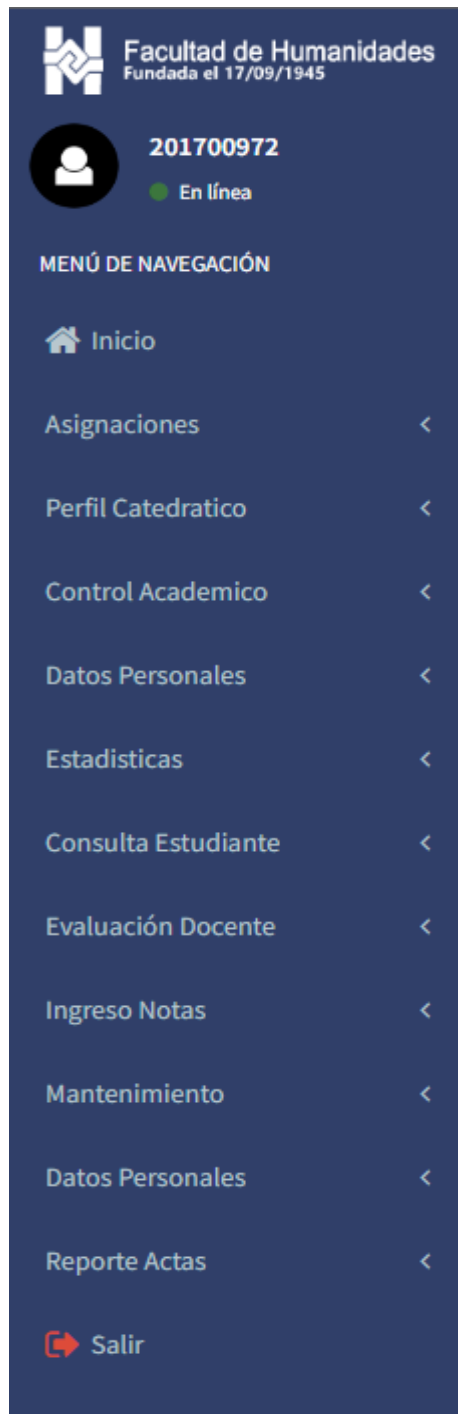 Facultad de Humanidades
Fundada el 17/09/1945
201700972
En línea
MENÚ DE NAVEGACIÓN
Inicio
Asignaciones
Perfil Catedratico
Control Academico
Datos Personales
Estadisticas
Consulta Estudiante
Evaluación Docente
Ingreso Notas
Mantenimiento
Datos Personales
Reporte Actas
Salir